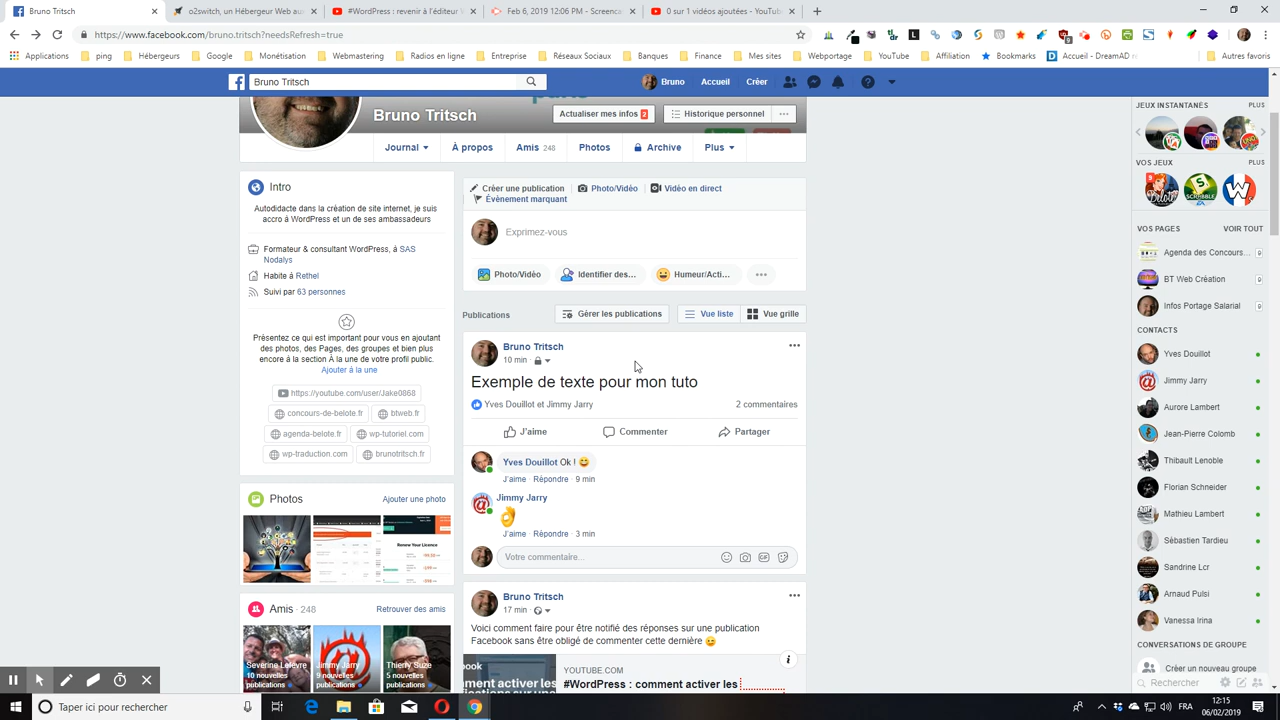 Bruno Tritsch
o2switch, un Hébergeur Web au
#WordPress : revenir à l'éditeur
Feb 6, 2019 12:06 PM - Screenca
0 sur 1 vidéos ajoutées - YouTub
https://www.facebook.com/bruno.tritsch?needsRefresh=true
Applications ping Hébergeurs Monétisation Webmastering Radios en ligne Entreprise Réseaux Sociaux Banques Finance Mes sites Webportage YouTube Affiliation Bookmarks Accueil - DreamAD Autres favoris
Bruno Tritsch
Bruno Accueil Créer
Bruno Tritsch
Actualiser mes infos 2
Historique personnel
Journal À propos Amis 248 Photos Archive Plus
Intro
Autodidacte dans la création de site internet, je suis
accro à WordPress et un de ses ambassadeurs
Formateur & consultant WordPress, à SAS
Nodalys
Habite à Rethel
Suivi par 63 personnes
Présentez ce qui est important pour vous en ajoutant
des photos, des Pages, des groupes et bien plus
encore à la section À la une de votre profil public.
Ajouter à la une
https://youtube.com/user/Jake0868
concours-de-belote.fr btweb.fr
agenda-belote.fr wp-tutoriel.com
wp-traduction.com brunotritsch.fr
Photos Ajouter une photo
Renew Your Licence
Amis · 248 Retrouver des amis
Séverine Lelèvre
10 nouvelles
publications
Jimmy Jarry
9 nouvelles
publications
Thierry Suze
5 nouvelles
publications
Créer une publication Photo/Vidéo Vidéo en direct
Évènement marquant
Exprimez-vous
Photo/Vidéo Identifier des... Humeur/Acti...
Publications Gérer les publications Vue liste Vue grille
Bruno Tritsch
10 min ·
Exemple de texte pour mon tuto
Yves Douillot et Jimmy Jarry 2 commentaires
J'aime Commenter Partager
Yves Douillot Ok ! 😄
J'aime Répondre 9 min
Jimmy Jarry
👌
J'aime Répondre 3 min
Votre commentaire...
GIF
Bruno Tritsch
17 min ·
Voici comment faire pour être notifié des réponses sur une publication
Facebook sans être obligé de commenter cette dernière 😉
YOUTUBE.COM
#WordPress : comment activer les
JEUX INSTANTANÉS PLUS
VOS JEUX PLUS
VOS PAGES VOIR TOUT
Agenda des Concours... 9
BT Web Création 9
Infos Portage Salarial 9
CONTACTS
Yves Douillot
Jimmy Jarry
Aurore Lambert
Jean-Pierre Colomb
Thibault Lenoble
Florian Schneider
Mathieu Lambert
Sébastien Tardieu
Sandrine Lcr
Arnaud Pulsi
Vanessa Irina
CONVERSATIONS DE GROUPE
Créer un nouveau groupe
Rechercher
Taper ici pour rechercher
FRA
12:15
06/02/2019